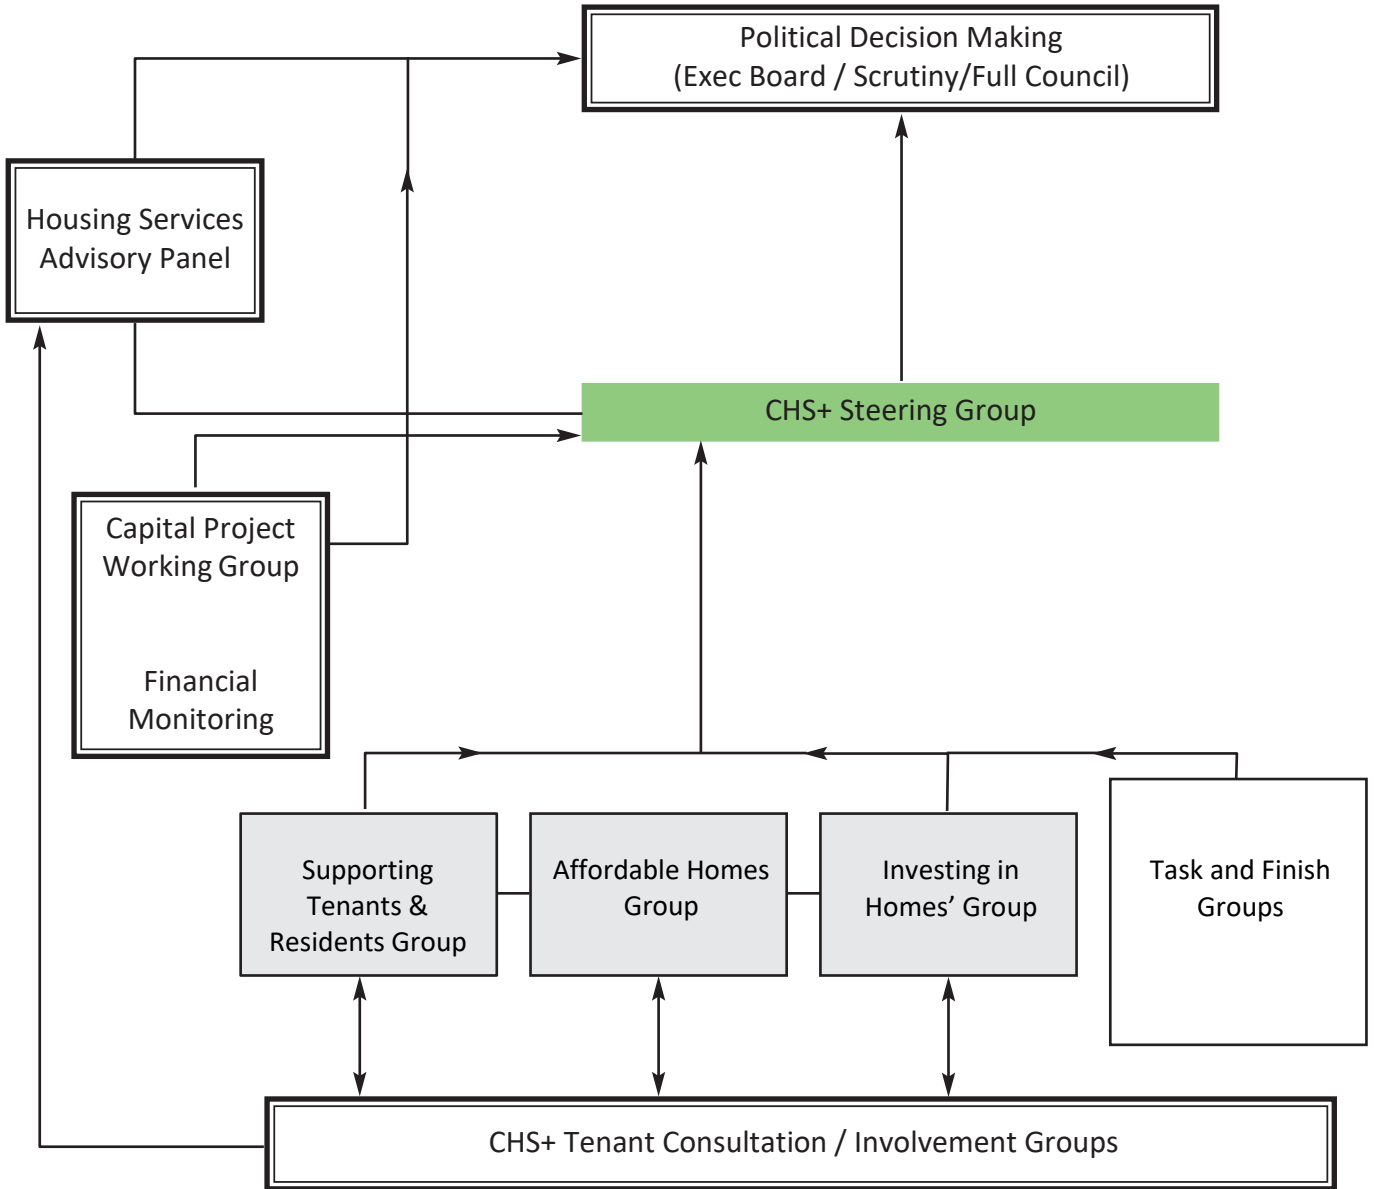 Political Decision Making
(Exec Board / Scrutiny/Full Council)
Housing Services
Advisory Panel
CHS+ Steering Group
Capital Project
Working Group
Financial
Monitoring
Supporting
Tenants &
Residents Group
Affordable Homes
Group
Investing in
Homes’ Group
Task and Finish
Groups
CHS+ Tenant Consultation / Involvement Groups